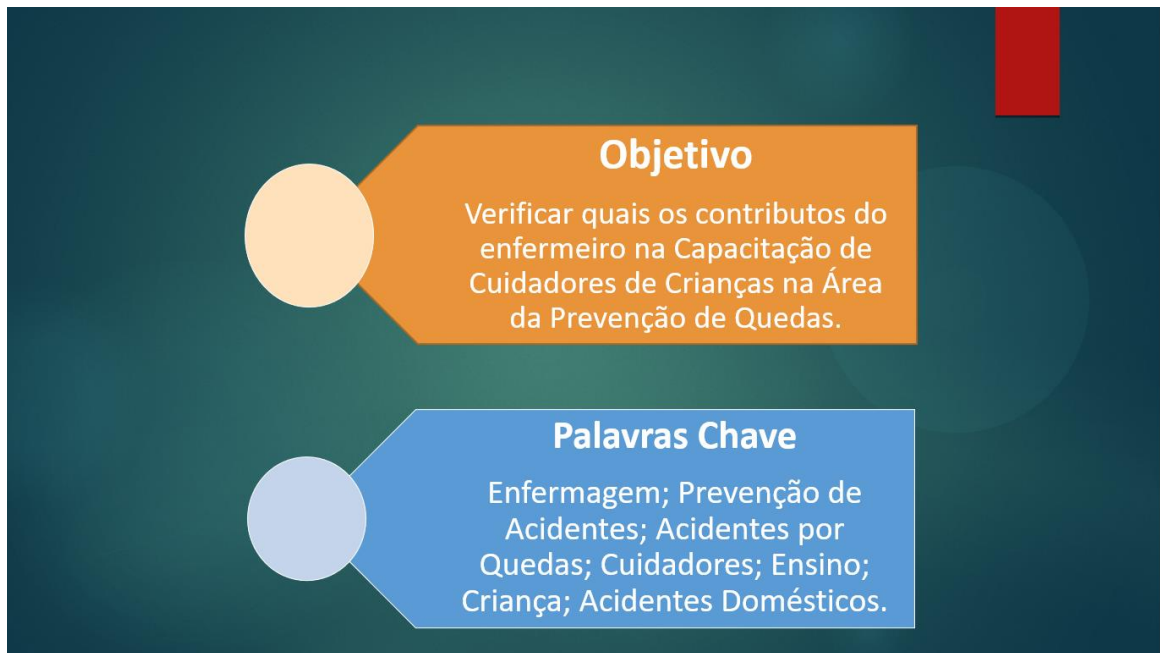 Objetivo
Verificar quais os contributos do
enfermeiro na Capacitação de
Cuidadores de Crianças na Área
da Prevenção de Quedas.
Palavras Chave
Enfermagem; Prevenção de
Acidentes; Acidentes por
Quedas; Cuidadores; Ensino;
Criança; Acidentes Domésticos.